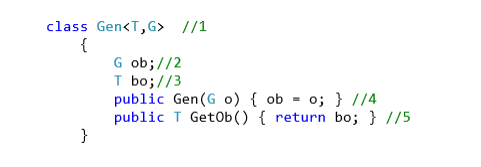 class Gen<T,G>  //1
{
G ob;//2
T bo;//3
public Gen(G o) { ob = o; } //4
public T GetOb() { return bo; } //5
}